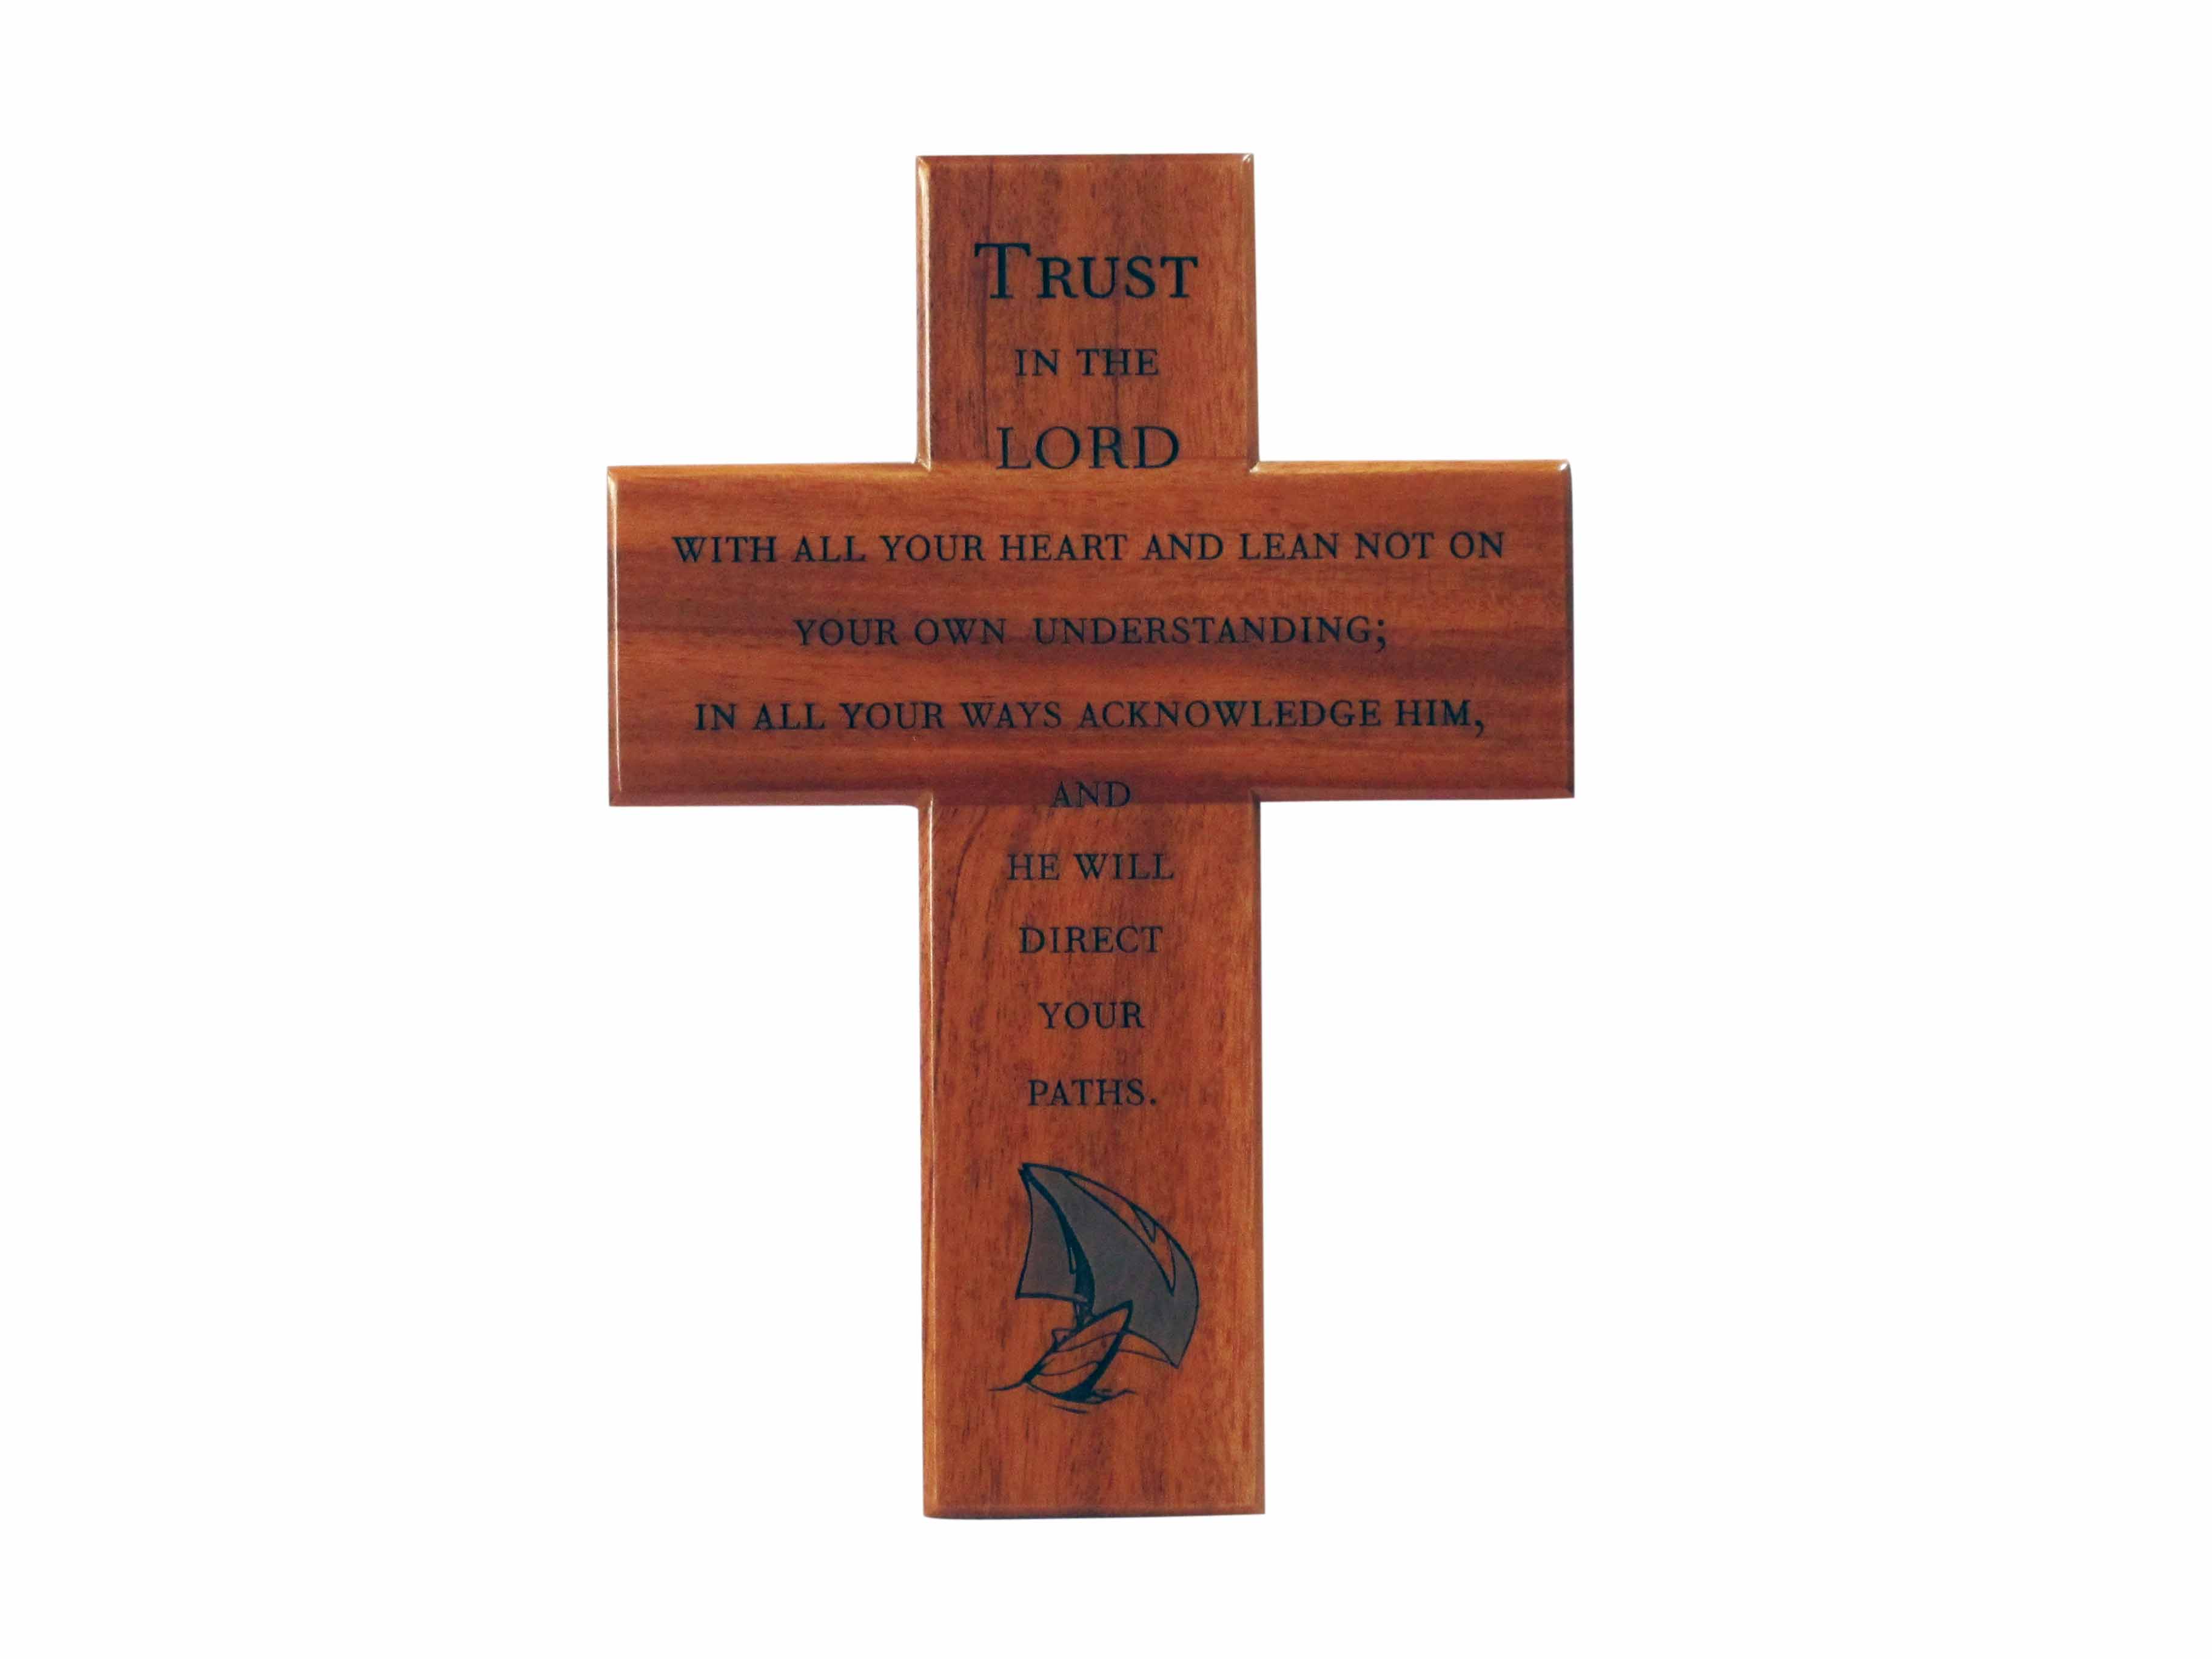 TRUST
IN THE
LORD
WITH ALL YOUR HEART AND LEAN NOT ON
YOUR OWN UNDERSTANDING;
IN ALL YOUR WAYS ACKNOWLEDGE HIM,
AND
HE WILL
DIRECT
YOUR
PATHS.